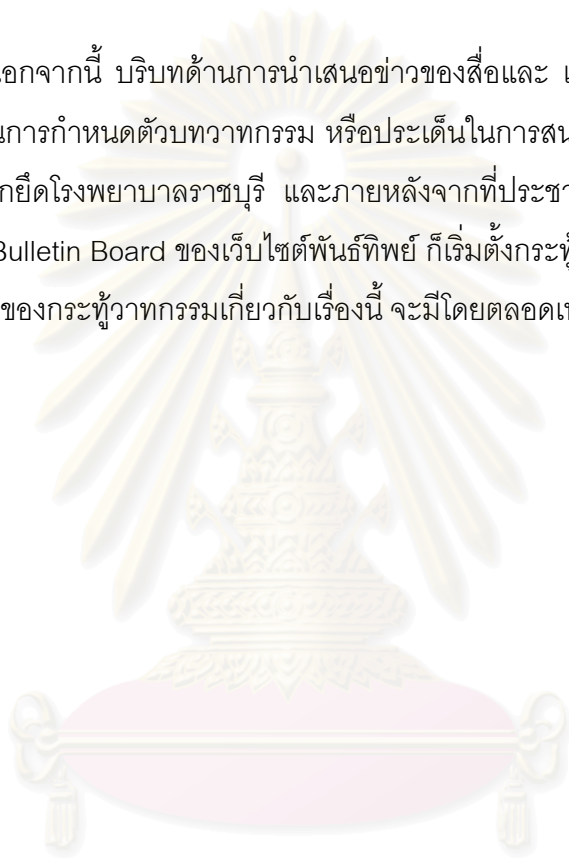 อกจากนี้ บริบทด้านการนำเสนอข่าวของสื่อและ
นการกำหนดตัวบทวาทกรรม หรือประเด็นในการสน
กยึดโรงพยาบาลราชบุรี และภายหลังจากที่ประชา
Bulletin Board ของเว็บไซต์พันธ์ทิพย์ ก็เริ่มตั้งกระทู้
ของกระทู้วาทกรรมเกี่ยวกับเรื่องนี้ จะมีโดยตลอดเ